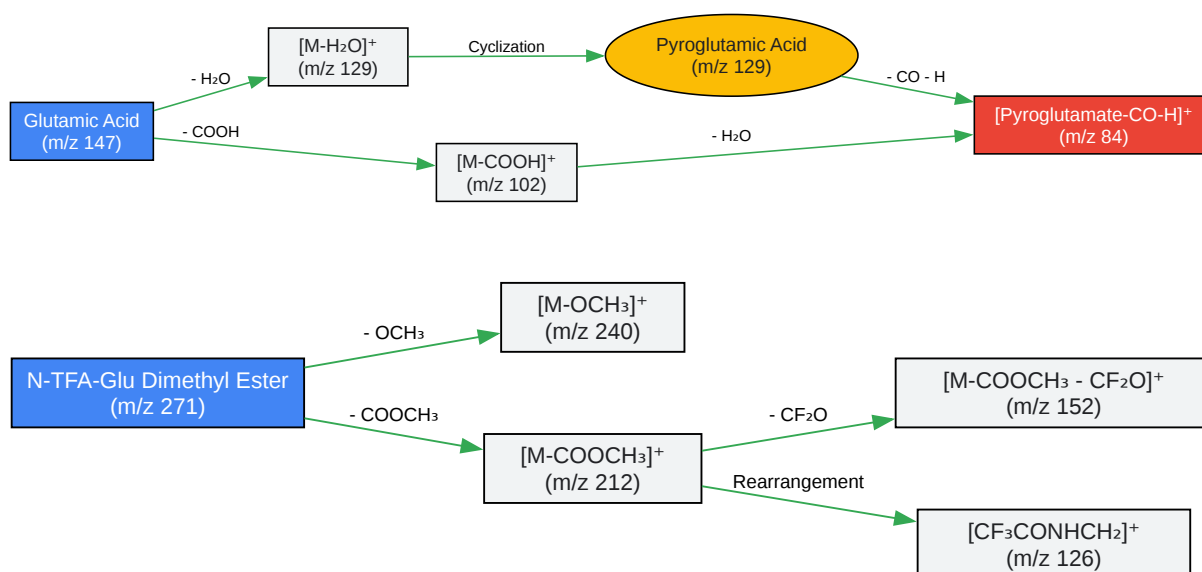 [M-H₂O]⁺
(m/z 129)
Cyclization
Pyroglutamic Acid
(m/z 129)
- H₂O
- CO - H
Glutamic Acid
(m/z 147)
[Pyroglutamate-CO-H]⁺
(m/z 84)
- COOH
- H₂O
[M-COOH]⁺
(m/z 102)
[M-OCH₃]⁺
(m/z 240)
- OCH₃
N-TFA-Glu Dimethyl Ester
(m/z 271)
[M-COOCH₃ - CF₂O]⁺
(m/z 152)
- COOCH₃
- CF₂O
[M-COOCH₃]⁺
(m/z 212)
Rearrangement
[CF₃CONHCH₂]⁺
(m/z 126)